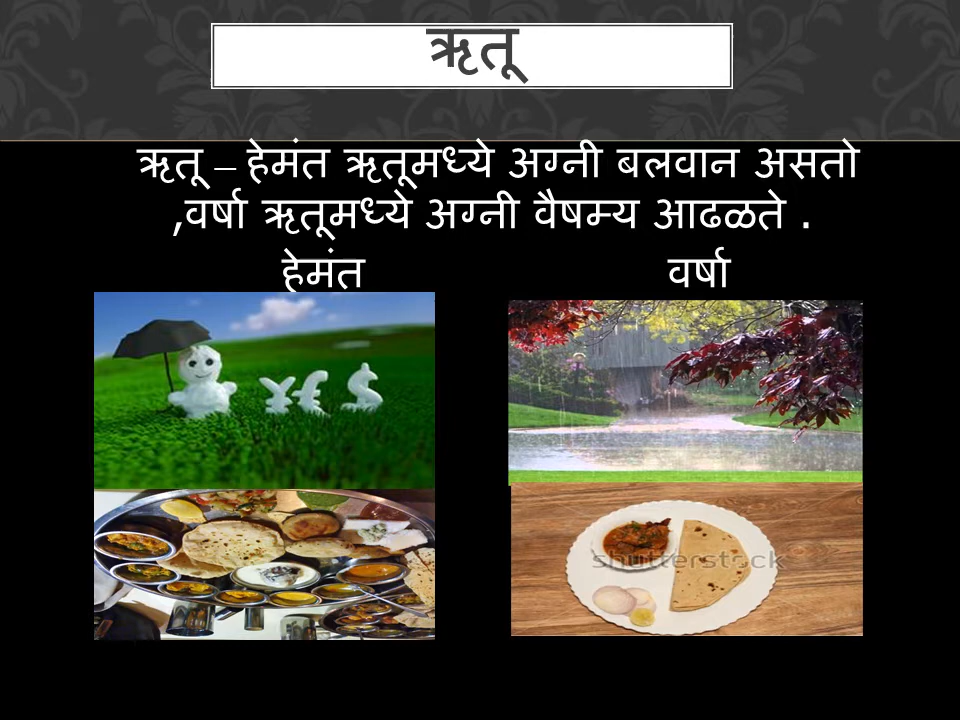 ऋतू
ऋतू – हेमंत ऋतूमध्ये अग्नी बलवान असतो
,वर्षा ऋतूमध्ये अग्नी वैषम्य आढळते .
हेमंत वर्षा
¥ £ $
shutterstock